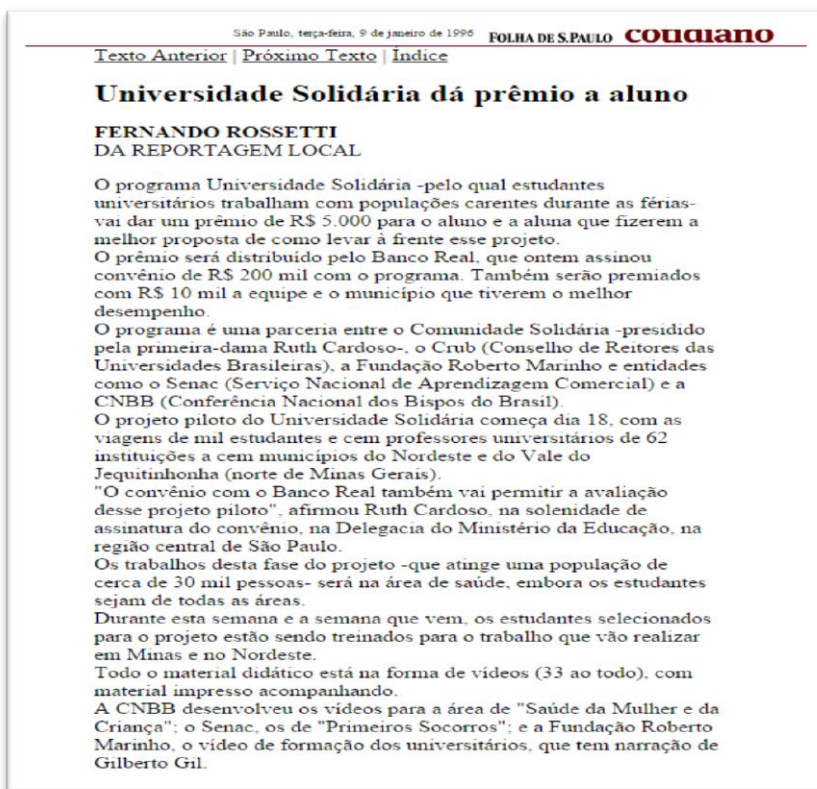 São Paulo, terça-feira, 9 de janeiro de 1996 FOLHA DE S.PAULO cotidiano
Texto Anterior | Próximo Texto | Índice
Universidade Solidária dá prêmio a aluno
FERNANDO ROSSETTI
DA REPORTAGEM LOCAL
O programa Universidade Solidária -pelo qual estudantes
universitários trabalham com populações carentes durante as férias-
vai dar um prêmio de R$ 5.000 para o aluno e a aluna que fizerem a
melhor proposta de como levar à frente esse projeto.
O prêmio será distribuído pelo Banco Real, que ontem assinou
convênio de R$ 200 mil com o programa. Também serão premiados
com R$ 10 mil a equipe e o município que tiverem o melhor
desempenho.
O programa é uma parceria entre o Comunidade Solidária -presidido
pela primeira-dama Ruth Cardoso-, o Crub (Conselho de Reitores das
Universidades Brasileiras), a Fundação Roberto Marinho e entidades
como o Senac (Serviço Nacional de Aprendizagem Comercial) e a
CNBB (Conferência Nacional dos Bispos do Brasil).
O projeto piloto do Universidade Solidária começa dia 18, com as
viagens de mil estudantes e cem professores universitários de 62
instituições a cem municípios do Nordeste e do Vale do
Jequitinhonha (norte de Minas Gerais).
"O convênio com o Banco Real também vai permitir a avaliação
desse projeto piloto", afirmou Ruth Cardoso, na solenidade de
assinatura do convênio, na Delegacia do Ministério da Educação, na
região central de São Paulo.
Os trabalhos desta fase do projeto -que atinge uma população de
cerca de 30 mil pessoas- será na área de saúde, embora os estudantes
sejam de todas as áreas.
Durante esta semana e a semana que vem, os estudantes selecionados
para o projeto estão sendo treinados para o trabalho que vão realizar
em Minas e no Nordeste.
Todo o material didático está na forma de vídeos (33 ao todo), com
material impresso acompanhando.
A CNBB desenvolveu os vídeos para a área de "Saúde da Mulher e da
Criança"; o Senac, os de "Primeiros Socorros"; e a Fundação Roberto
Marinho, o vídeo de formação dos universitários, que tem narração de
Gilberto Gil.